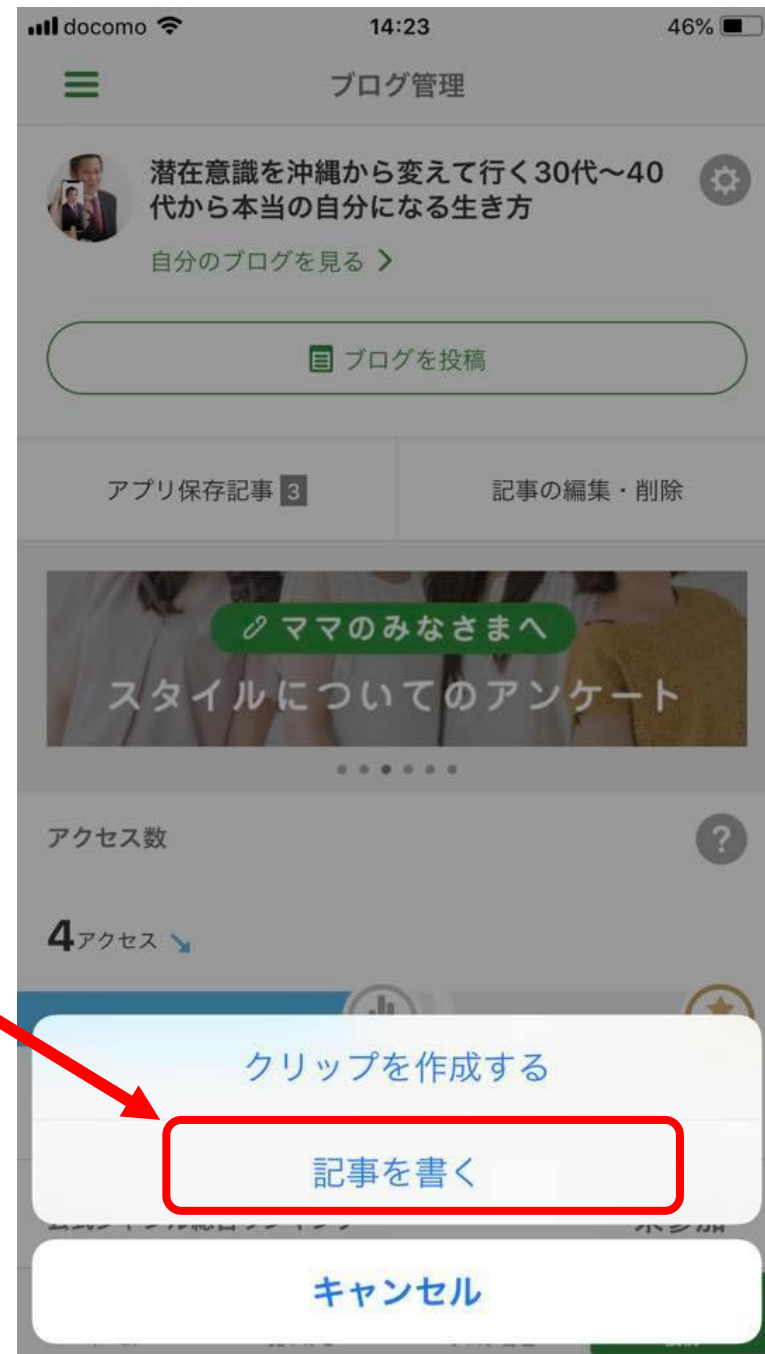 docomo 14:23 46%
ブログ管理
潜在意識を沖縄から変えて行く30代〜40
代から本当の自分になる生き方
自分のブログを見る
ブログを投稿
アプリ保存記事 3
記事の編集・削除
ママのみなさまへ
スタイルについてのアンケート
アクセス数
?
4アクセス
クリップを作成する
記事を書く
キャンセル